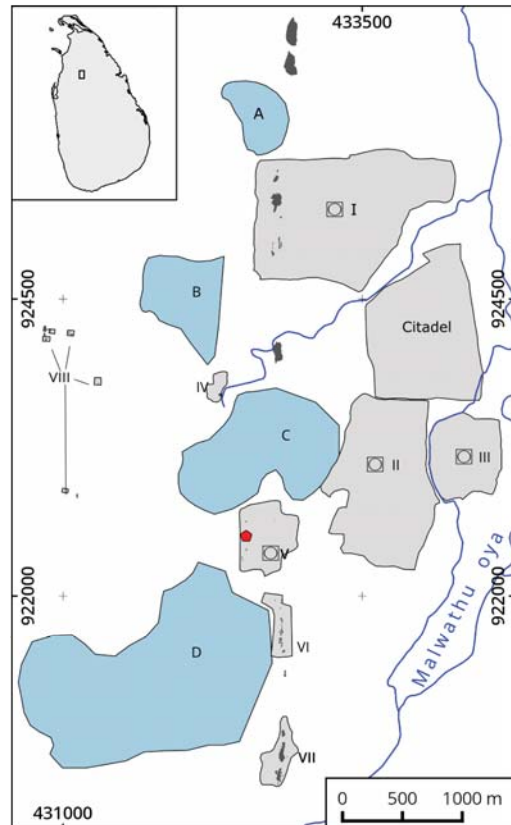 433500
A
I
924500
924500
B
Citadel
VIII
IV
C
II
III
V
922000
922000
Malwathu oya
D
VI
VII
431000
0 500 1000 m